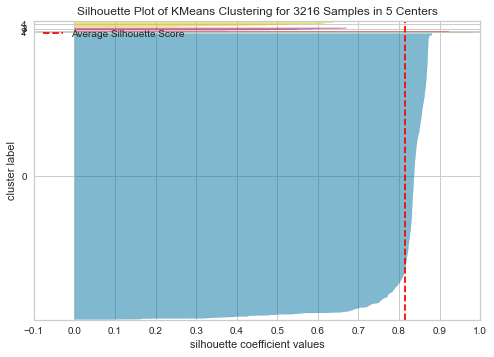 Silhouette Plot of KMeans Clustering for 3216 Samples in 5 Centers
4
Average Silhouette Score
cluster label
0
-0.1 0.0 0.1 0.2 0.3 0.4 0.5 0.6 0.7 0.8 0.9 1.0
silhouette coefficient values